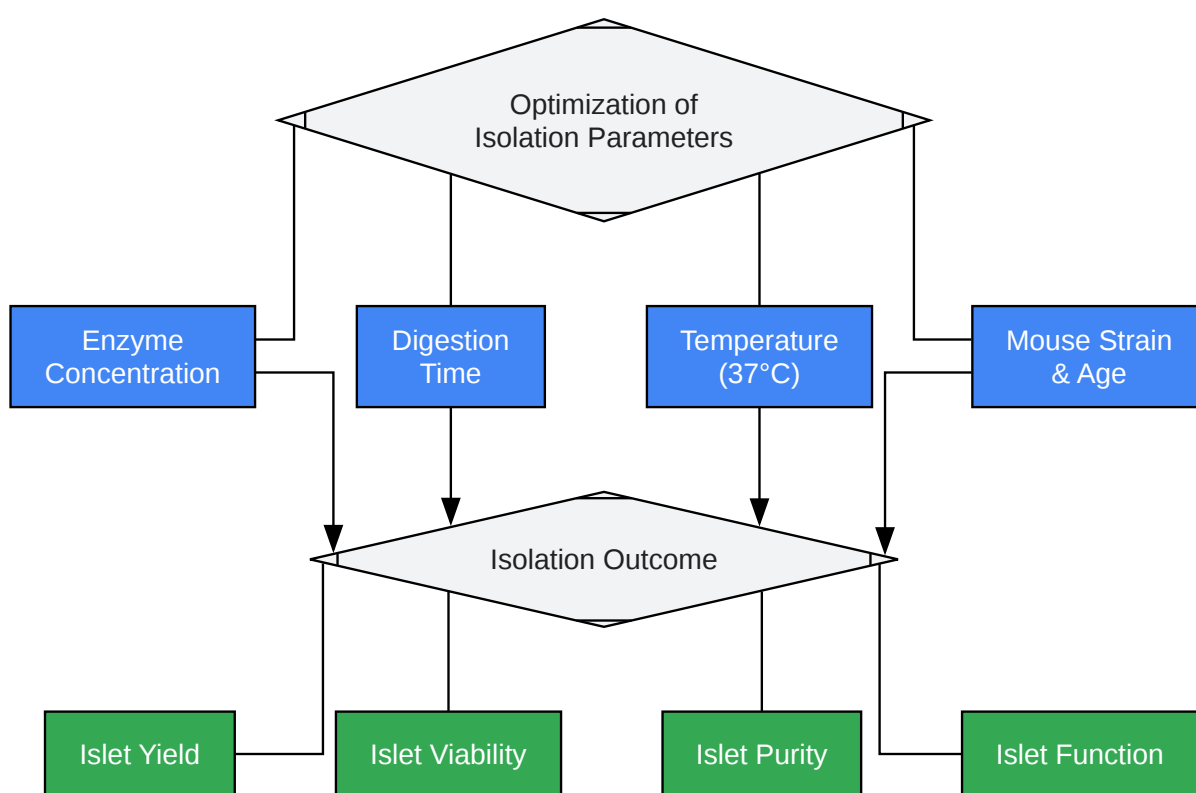 Optimization of
Isolation Parameters
Enzyme
Concentration
Digestion
Time
Temperature
(37°C)
Mouse Strain
& Age
Isolation Outcome
Islet Yield
Islet Viability
Islet Purity
Islet Function